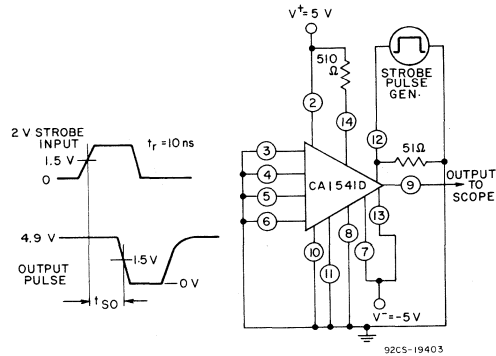 2 V STROBE
INPUT
1.5 V
0
tr = 10 ns
4.9 V
OUTPUT
PULSE
1.5 V
0 V
tSO
V+ = 5 V
510
Ω
STROBE
PULSE
GEN.
2
14
12
51Ω
3
4
5
6
CA1541D
9
OUTPUT
TO
SCOPE
13
10
11
8
7
V- = -5 V
92CS-19403